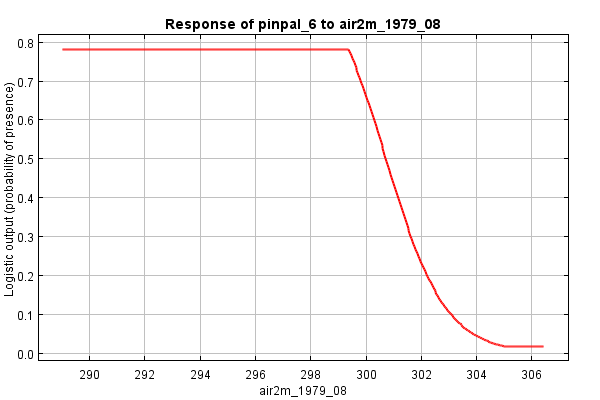 Response of pinpal_6 to air2m_1979_08
Logistic output (probability of presence)
0.8
0.7
0.6
0.5
0.4
0.3
0.2
0.1
0.0
290 292 294 296 298 300 302 304 306
air2m_1979_08